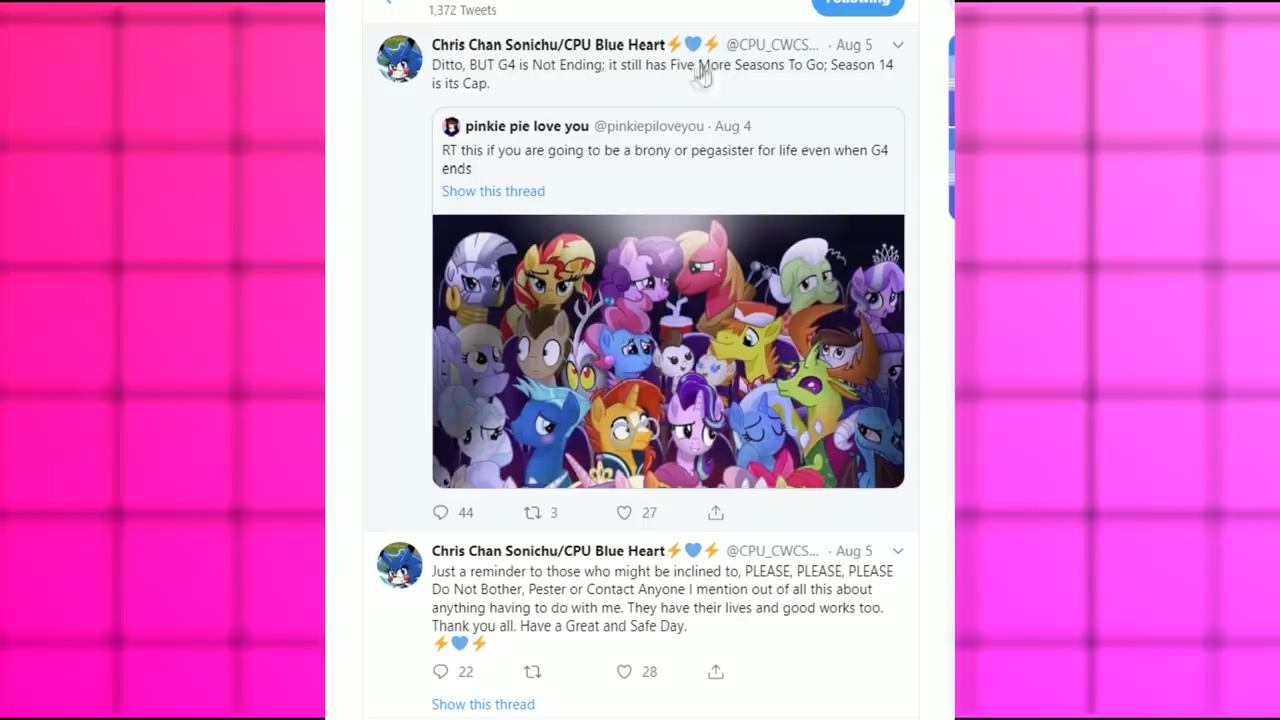 1,372 Tweets
Following
Chris Chan Sonichu/CPU Blue Heart⚡💙⚡ @CPU_CWCS... · Aug 5
Ditto, BUT G4 is Not Ending; it still has Five More Seasons To Go; Season 14
is its Cap.
pinkie pie love you @pinkiepiloveyou · Aug 4
RT this if you are going to be a brony or pegasister for life even when G4
ends
Show this thread
44 3 27
Chris Chan Sonichu/CPU Blue Heart⚡💙⚡ @CPU_CWCS... · Aug 5
Just a reminder to those who might be inclined to, PLEASE, PLEASE, PLEASE
Do Not Bother, Pester or Contact Anyone I mention out of all this about
anything having to do with me. They have their lives and good works too.
Thank you all. Have a Great and Safe Day.
⚡💙⚡
22 28
Show this thread